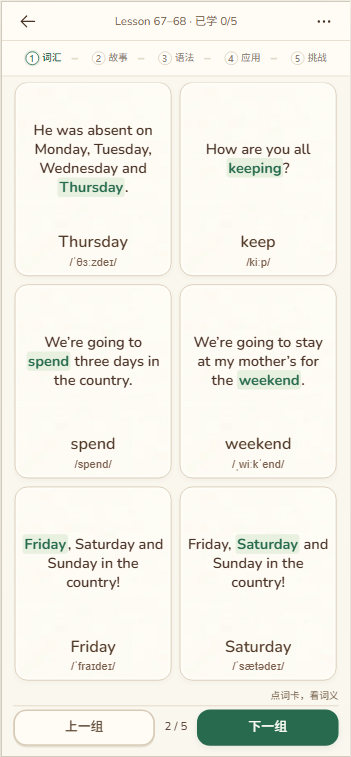 Lesson 67–68 · 已学 0/5
1 词汇 – 2 故事 – 3 语法 – 4 应用 – 5 挑战
He was absent on
Monday, Tuesday,
Wednesday and
Thursday.
Thursday
/ˈθɜːzdeɪ/
How are you all
keeping?
keep
/kiːp/
We're going to
spend three days in
the country.
spend
/spend/
We're going to stay
at my mother's for
the weekend.
weekend
/ˌwiːkˈend/
Friday, Saturday and
Sunday in the
country!
Friday
/ˈfraɪdeɪ/
Friday, Saturday and
Sunday in the
country!
Saturday
/ˈsætədeɪ/
点词卡，看词义
上一组
2 / 5
下一组